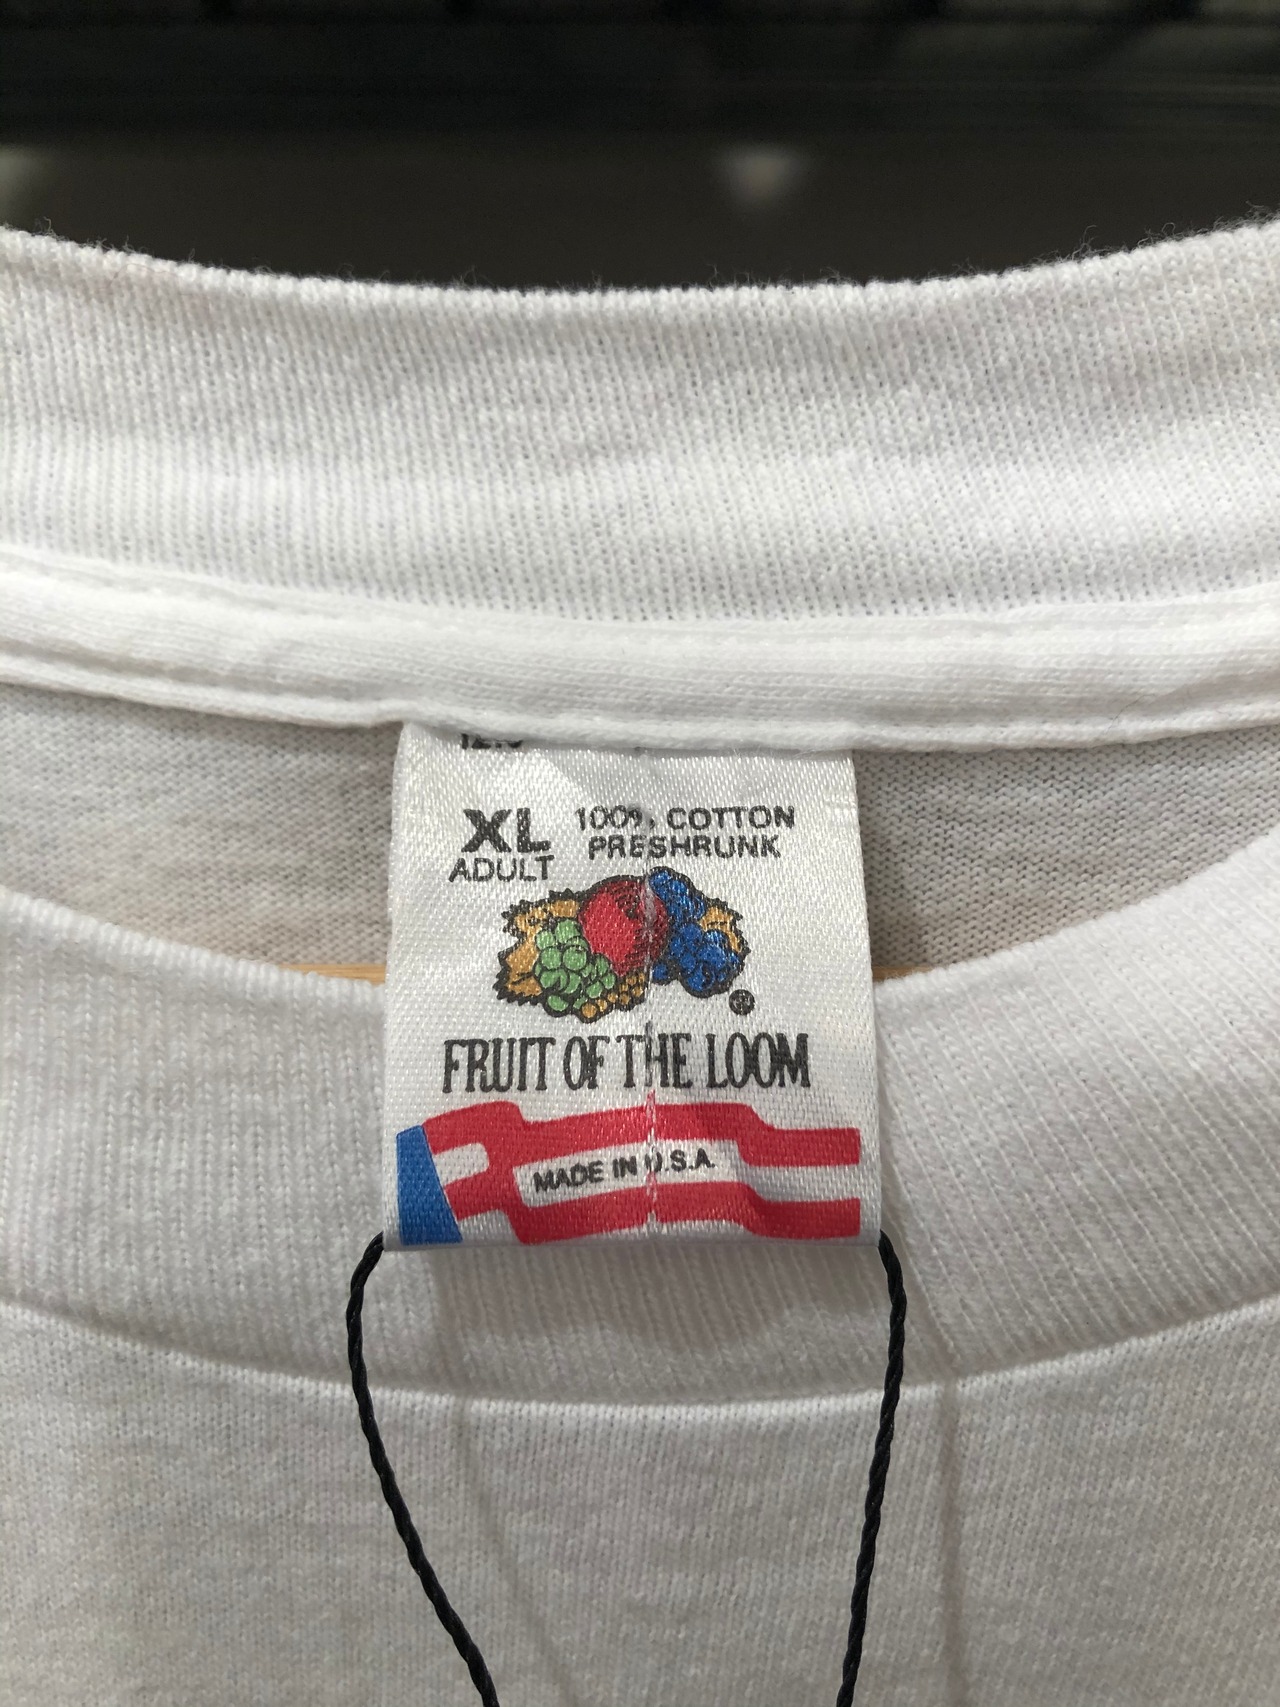 XL 100% COTTON
ADULT PRESHRUNK
®
FRUIT OF THE LOOM
MADE IN U.S.A.